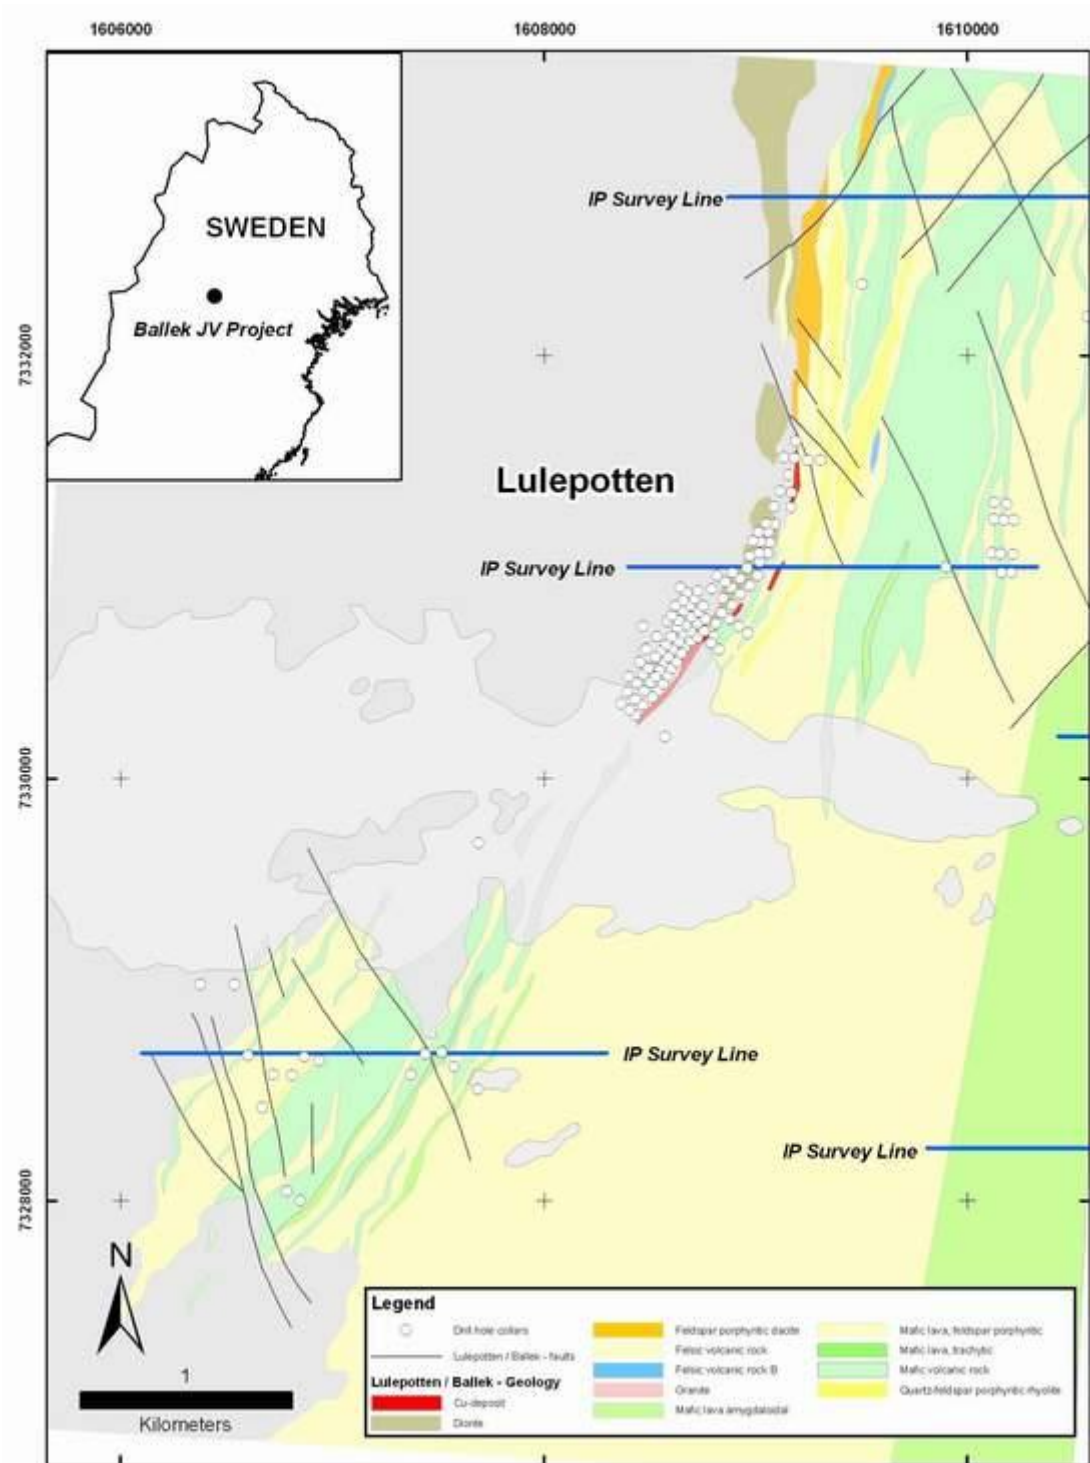 1606000
1608000
1610000
SWEDEN
Ballek JV Project
IP Survey Line
7332000
Lulepotten
IP Survey Line
7330000
IP Survey Line
IP Survey Line
7328000
N
1
Kilometers
Legend
Drill hole collars
Lulepotten / Ballek - faults
Lulepotten / Ballek - Geology
Cu-deposit
Diorite
Feldspar porphyritic dacite
Felsic volcanic rock
Felsic volcanic rock B
Granite
Mafic lava amygdaloidal
Mafic lava, feldspar porphyritic
Mafic lava, trachytic
Mafic volcanic rock
Quartz-feldspar porphyritic rhyolite